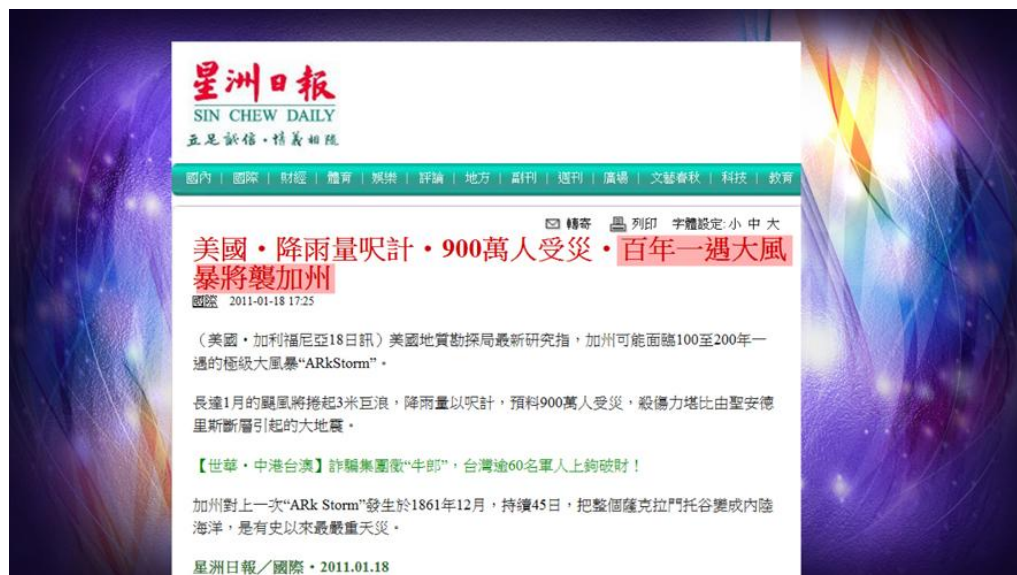 星洲日報
SIN CHEW DAILY
立足誠信・情義相隨
國內 | 國際 | 財經 | 體育 | 娛樂 | 評論 | 地方 | 副刊 | 週刊 | 廣場 | 文藝春秋 | 科技 | 教育
轉寄 列印 字體設定:小 中 大
美國・降雨量呎計・900萬人受災・百年一遇大風
暴將襲加州
國際 2011-01-18 17:25
（美國・加利福尼亞18日訊）美國地質勘探局最新研究指，加州可能面臨100至200年一
遇的極級大風暴“ARkStorm”。
長達1月的颶風將捲起3米巨浪，降雨量以呎計，預料900萬人受災，殺傷力堪比由聖安德
里斯斷層引起的大地震。
【世華・中港台澳】詐騙集團徵“牛郎”，台灣逾60名軍人上鉤破財！
加州對上一次“ARk Storm”發生於1861年12月，持續45日，把整個薩克拉門托谷變成內陸
海洋，是有史以來最嚴重天災。
星洲日報／國際・2011.01.18